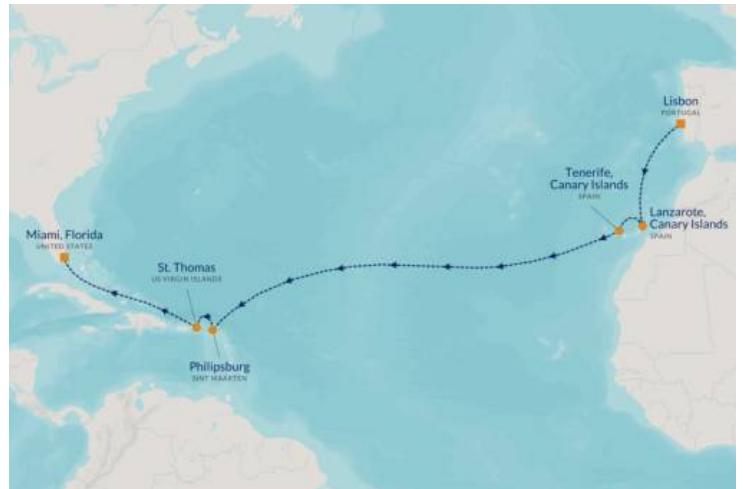 Lisbon
PORTUGAL
Tenerife,
Canary Islands
SPAIN
Lanzarote,
Canary Islands
SPAIN
Miami, Florida
UNITED STATES
St. Thomas
US VIRGIN ISLANDS
Philipsburg
SINT MAARTEN